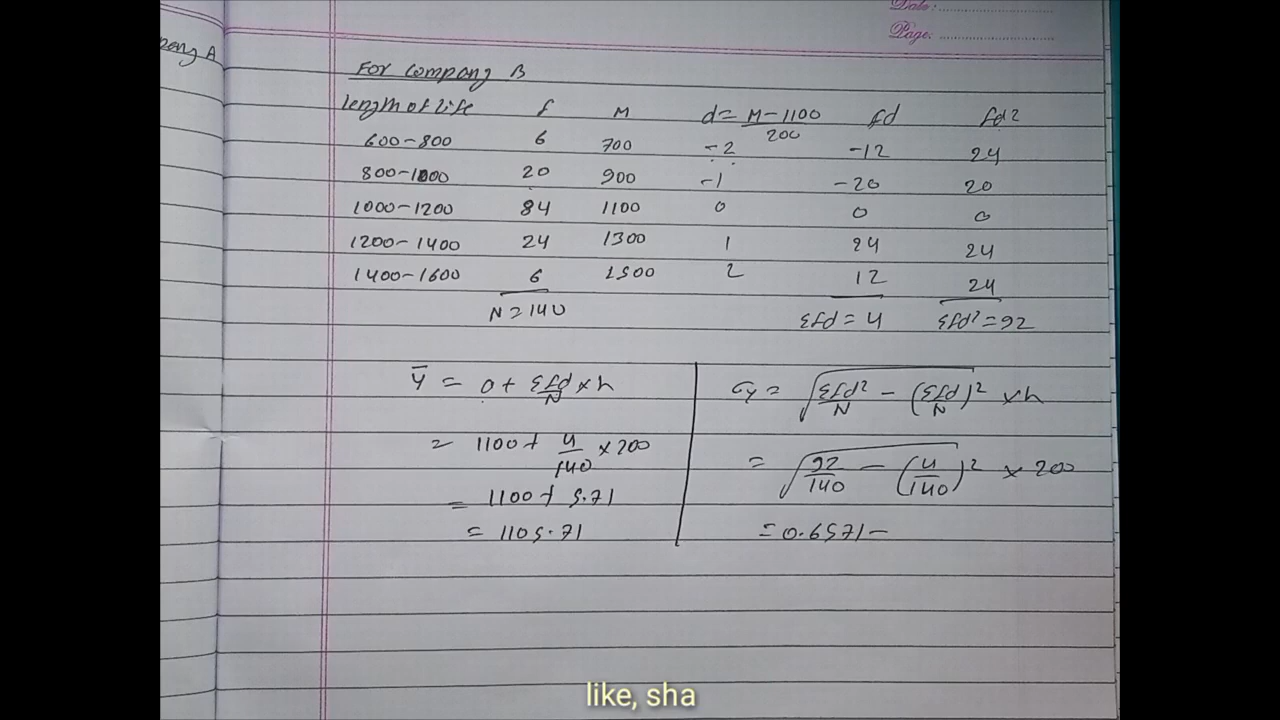 Date:
Page.
pany A
For Company B
length of life f M d = M-1100/200 fd fd²
600-800 6 700 -2 -12 24
800-1000 20 900 -1 -20 20
1000-1200 84 1100 0 0 0
1200-1400 24 1300 1 24 24
1400-1600 6 1500 2 12 24
N = 140 Σfd = 4 Σfd² = 92
Ȳ = a + Σfd/N × h
= 1100 + 4/140 × 200
= 1100 + 5.71
= 1105.71
σy = √(Σfd²/N - (Σfd/N)²) × h
= √(92/140 - (4/140)²) × 200
= 0.6571 -
like, sha